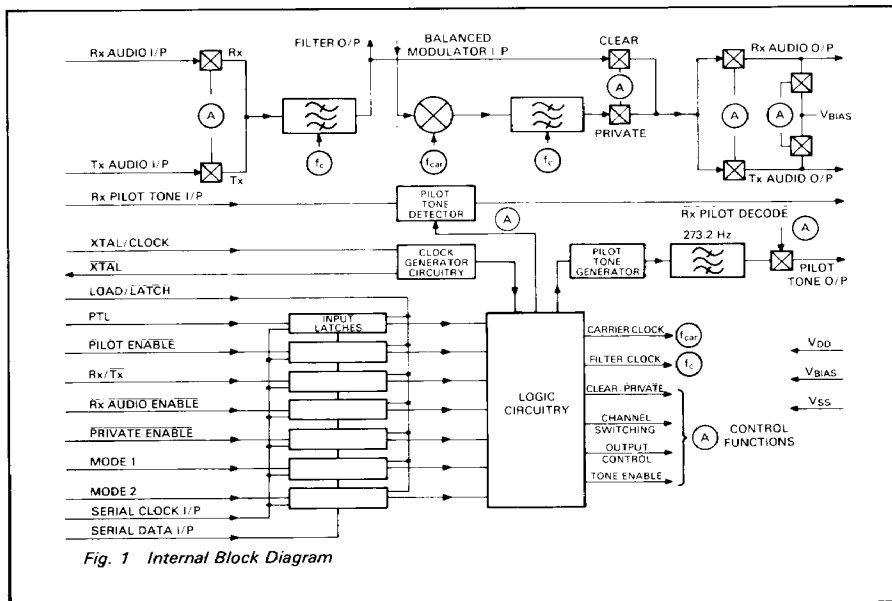 Rx AUDIO I/P
Rx
FILTER O/P
BALANCED
MODULATOR I P
CLEAR
Rx AUDIO O/P
A
fc
fcar
A
PRIVATE
fc
A
A
VBIAS
Tx AUDIO I/P
Tx
Tx AUDIO O/P
Rx PILOT TONE I/P
PILOT
TONE
DETECTOR
A
Rx PILOT DECODE
A
273.2 Hz
XTAL/CLOCK
XTAL
CLOCK
GENERATOR
CIRCUITRY
PILOT
TONE
GENERATOR
PILOT
TONE O/P
LOAD/LATCH
PTL
INPUT
LATCHES
PILOT ENABLE
Rx/Tx
Rx AUDIO ENABLE
PRIVATE ENABLE
MODE 1
MODE 2
SERIAL CLOCK I/P
SERIAL DATA I/P
LOGIC
CIRCUITRY
CARRIER CLOCK
fcar
FILTER CLOCK
fc
CLEAR-PRIVATE
CHANNEL
SWITCHING
OUTPUT
CONTROL
TONE ENABLE
A
CONTROL
FUNCTIONS
VDD
VBIAS
VSS
Fig. 1 Internal Block Diagram